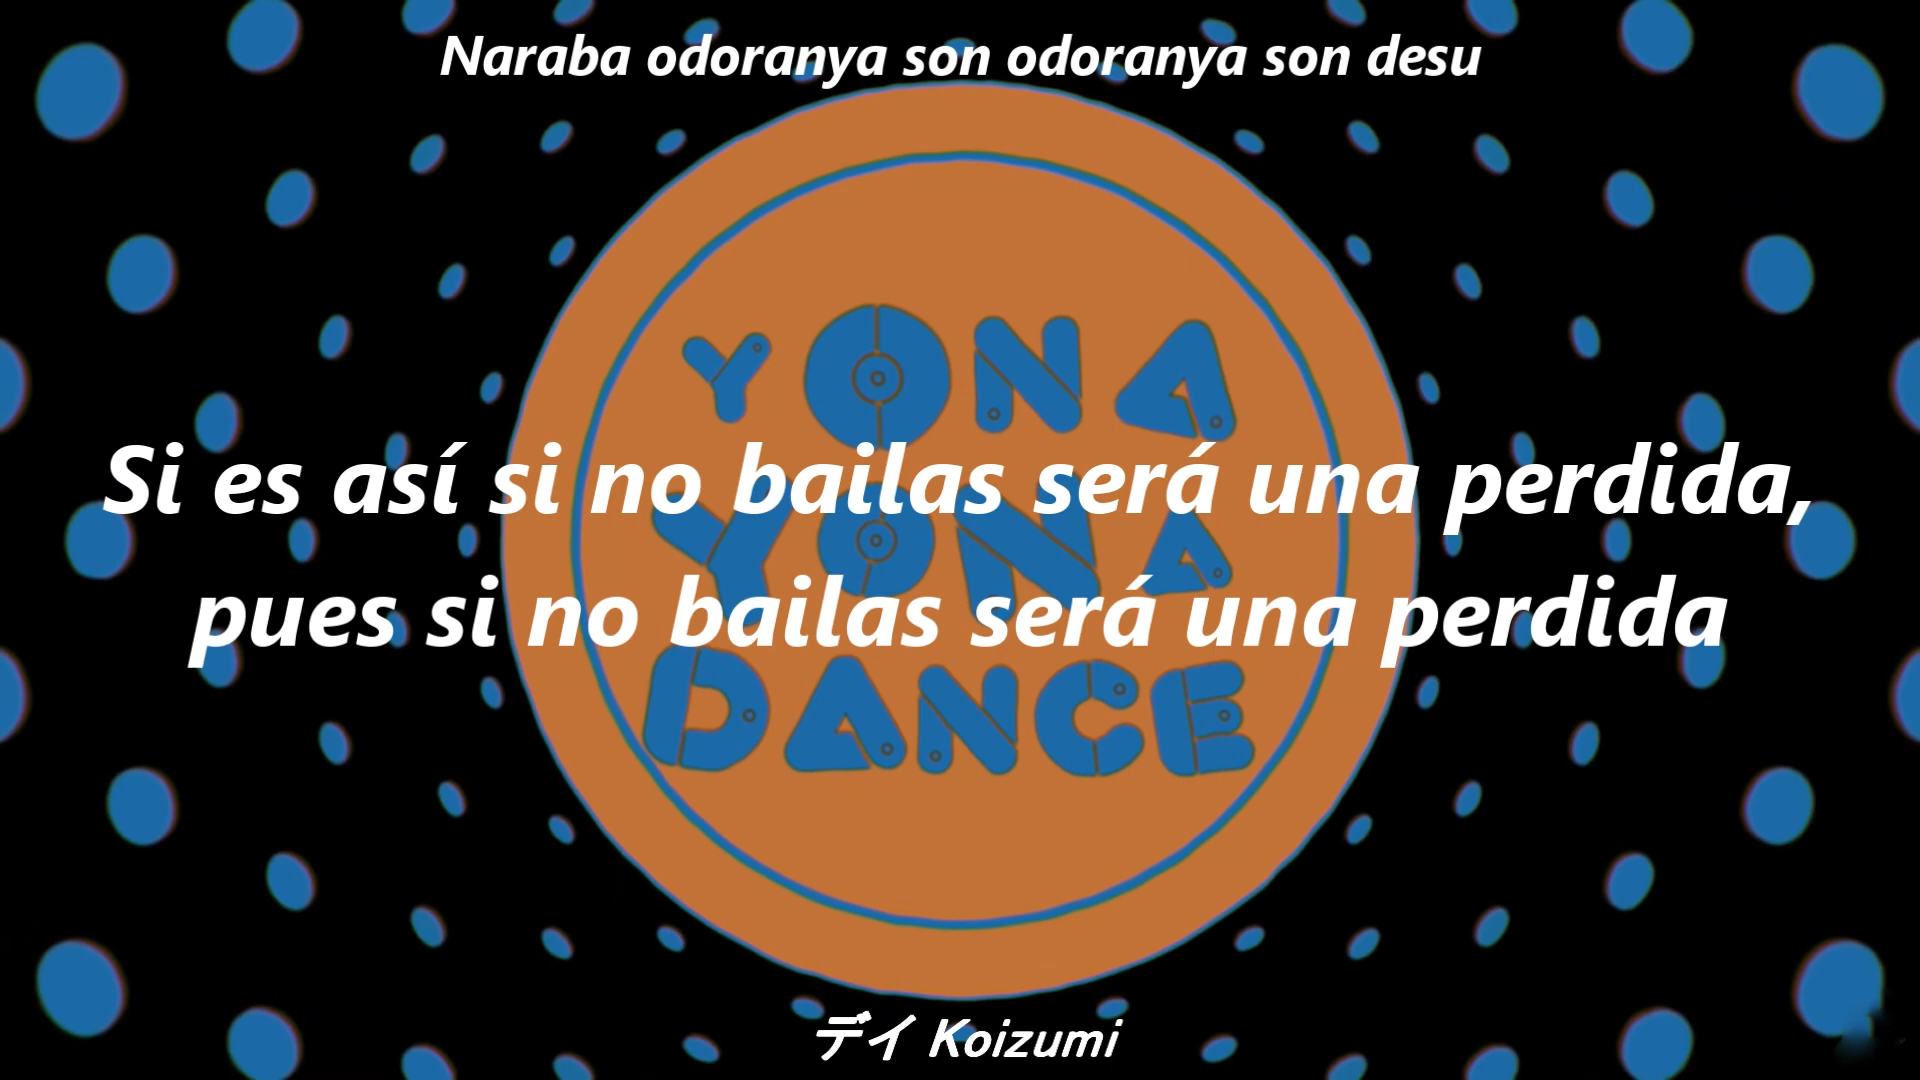 Naraba odoranya son odoranya son desu
YONA
Si es así si no bailas será una perdida,
YONA
pues si no bailas será una perdida
DANCE
デイ Koizumi